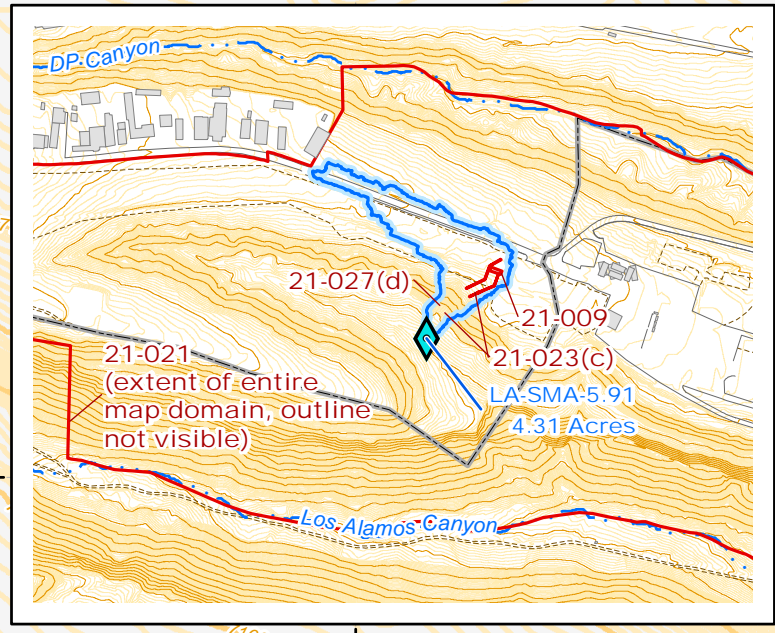 DP Canyon
21-027(d)
21-009
21-023(c)
21-021
(extent of entire
map domain, outline
not visible)
LA-SMA-5.91
4.31 Acres
Los Alamos Canyon